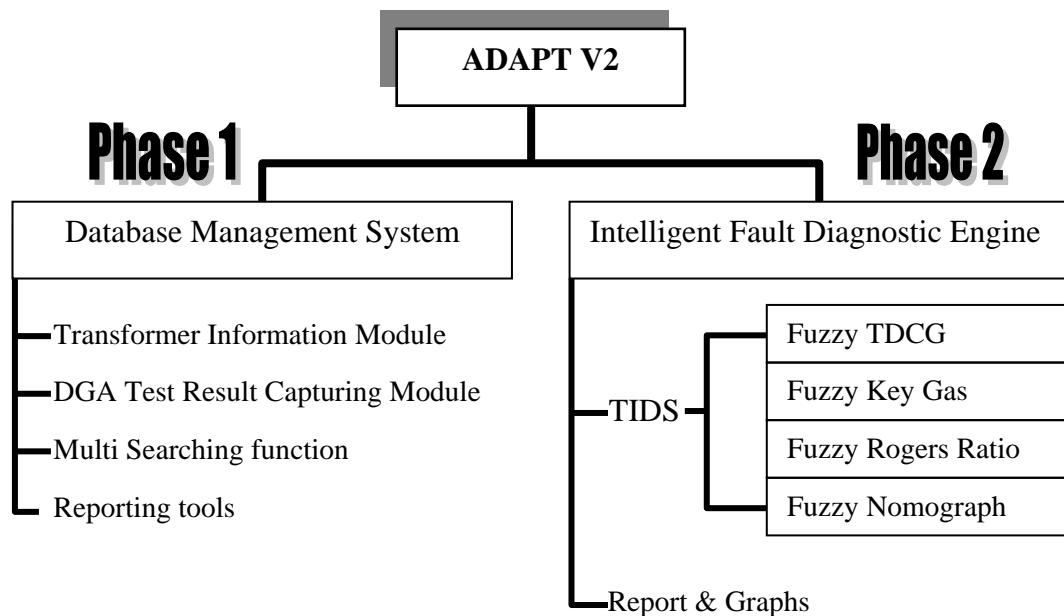 ADAPT V2
Phase 1
Phase 2
Database Management System
Transformer Information Module
DGA Test Result Capturing Module
Multi Searching function
Reporting tools
Intelligent Fault Diagnostic Engine
TIDS
Fuzzy TDCG
Fuzzy Key Gas
Fuzzy Rogers Ratio
Fuzzy Nomograph
Report & Graphs